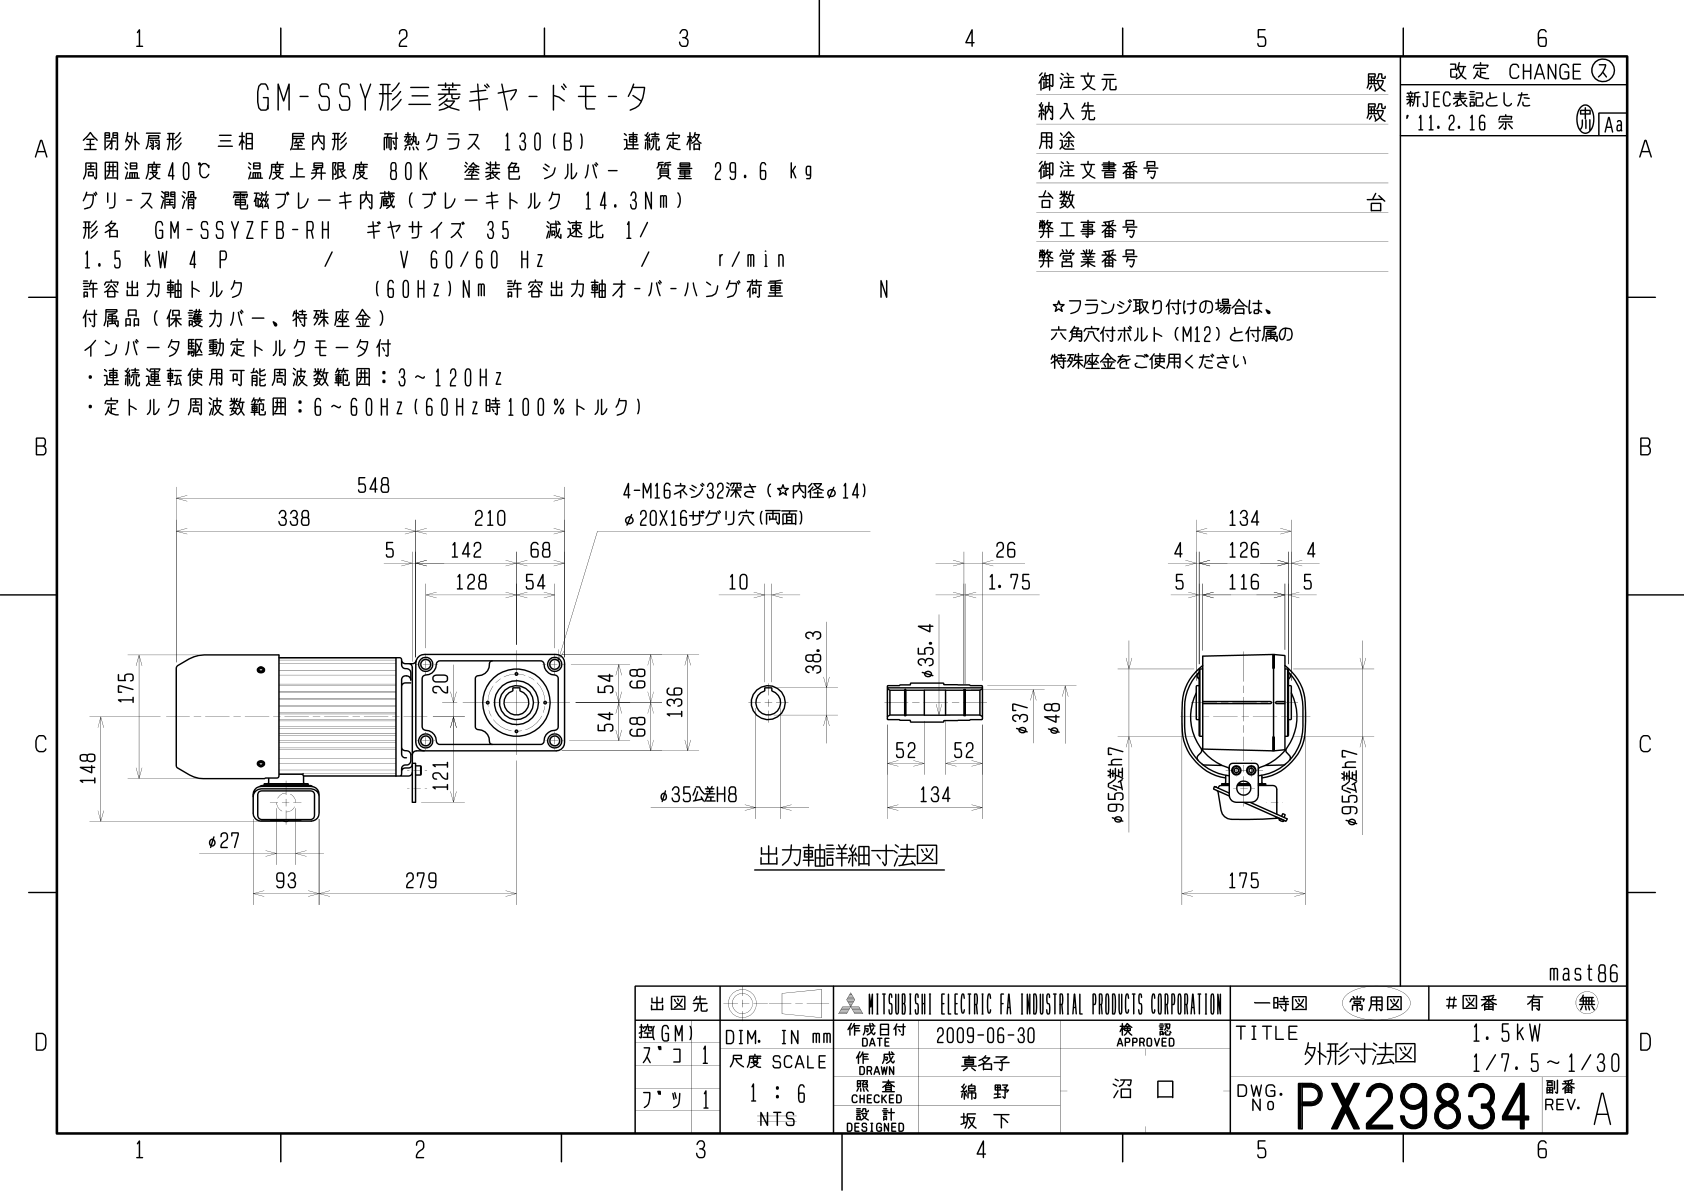 1 2 3 4 5 6
改定 CHANGE ス
新JEC表記とした
'11.2.16 宗
Aa
GM-SSY形三菱ギヤードモータ
全閉外扇形 三相 屋内形 耐熱クラス 130(B) 連続定格
周囲温度40℃ 温度上昇限度 80K 塗装色 シルバー 質量 29.6 kg
グリース潤滑 電磁ブレーキ内蔵(ブレーキトルク 14.3Nm)
形名 GM-SSYZFB-RH ギヤサイズ 35 減速比 1/
1.5 kW 4 P / V 60/60 Hz / r/min
許容出力軸トルク (60Hz)Nm 許容出力軸オーバーハング荷重 N
付属品(保護カバー、特殊座金)
インバータ駆動定トルクモータ付
・連続運転使用可能周波数範囲:3~120Hz
・定トルク周波数範囲:6~60Hz(60Hz時100%トルク)
御注文元 殿
納入先 殿
用途
御注文書番号
台数 台
弊工事番号
弊営業番号
☆フランジ取り付けの場合は、
六角穴付ボルト(M12)と付属の
特殊座金をご使用ください
A A
B B
C C
D D
548
338 210
5 142 68
128 54
4-M16ネジ32深さ(☆内径φ14)
φ20X16ザグリ穴(両面)
175
148
20
121
54
54
68
68
136
φ27
93 279
10
38.3
φ35公差H8
26
1.75
φ35.4
φ37
φ48
52 52
134
出力軸詳細寸法図
134
4 126 4
5 116 5
φ95公差h7
φ95公差h7
175
mast86
出図先
控(GM)
スﾞコ 1
ブツ 1
DIM. IN mm
尺度 SCALE
1 : 6
NTS
MITSUBISHI ELECTRIC FA INDUSTRIAL PRODUCTS CORPORATION
作成日付 DATE 2009-06-30
作成 DRAWN 真名子
照査 CHECKED 綿野
設計 DESIGNED 坂下
検認 APPROVED
沼口
一時図 常用図 #図番 有 無
TITLE 外形寸法図
1.5kW
1/7.5~1/30
DWG. No PX29834
副番 REV. A
1 2 3 4 5 6